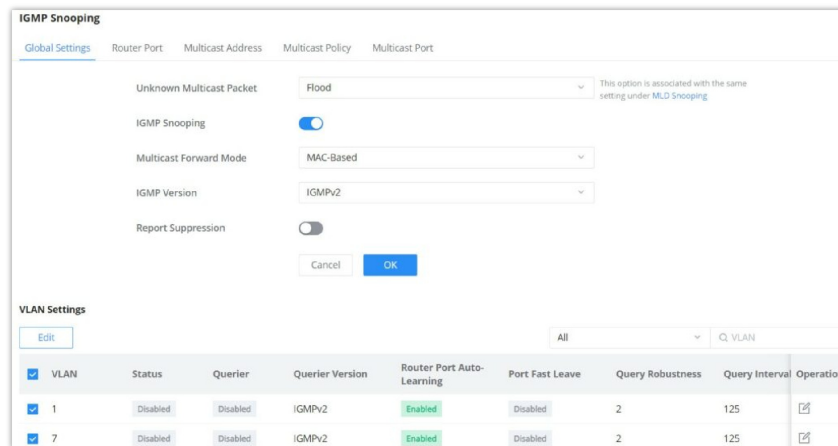 IGMP Snooping
Global Settings Router Port Multicast Address Multicast Policy Multicast Port
Unknown Multicast Packet Flood This option is associated with the same
setting under MLD Snooping
IGMP Snooping
Multicast Forward Mode MAC-Based
IGMP Version IGMPv2
Report Suppression
Cancel OK
VLAN Settings
Edit All VLAN
VLAN Status Querier Querier Version Router Port Auto-
Learning Port Fast Leave Query Robustness Query Interval Operatio
1 Disabled Disabled IGMPv2 Enabled Disabled 2 125
7 Disabled Disabled IGMPv2 Enabled Disabled 2 125